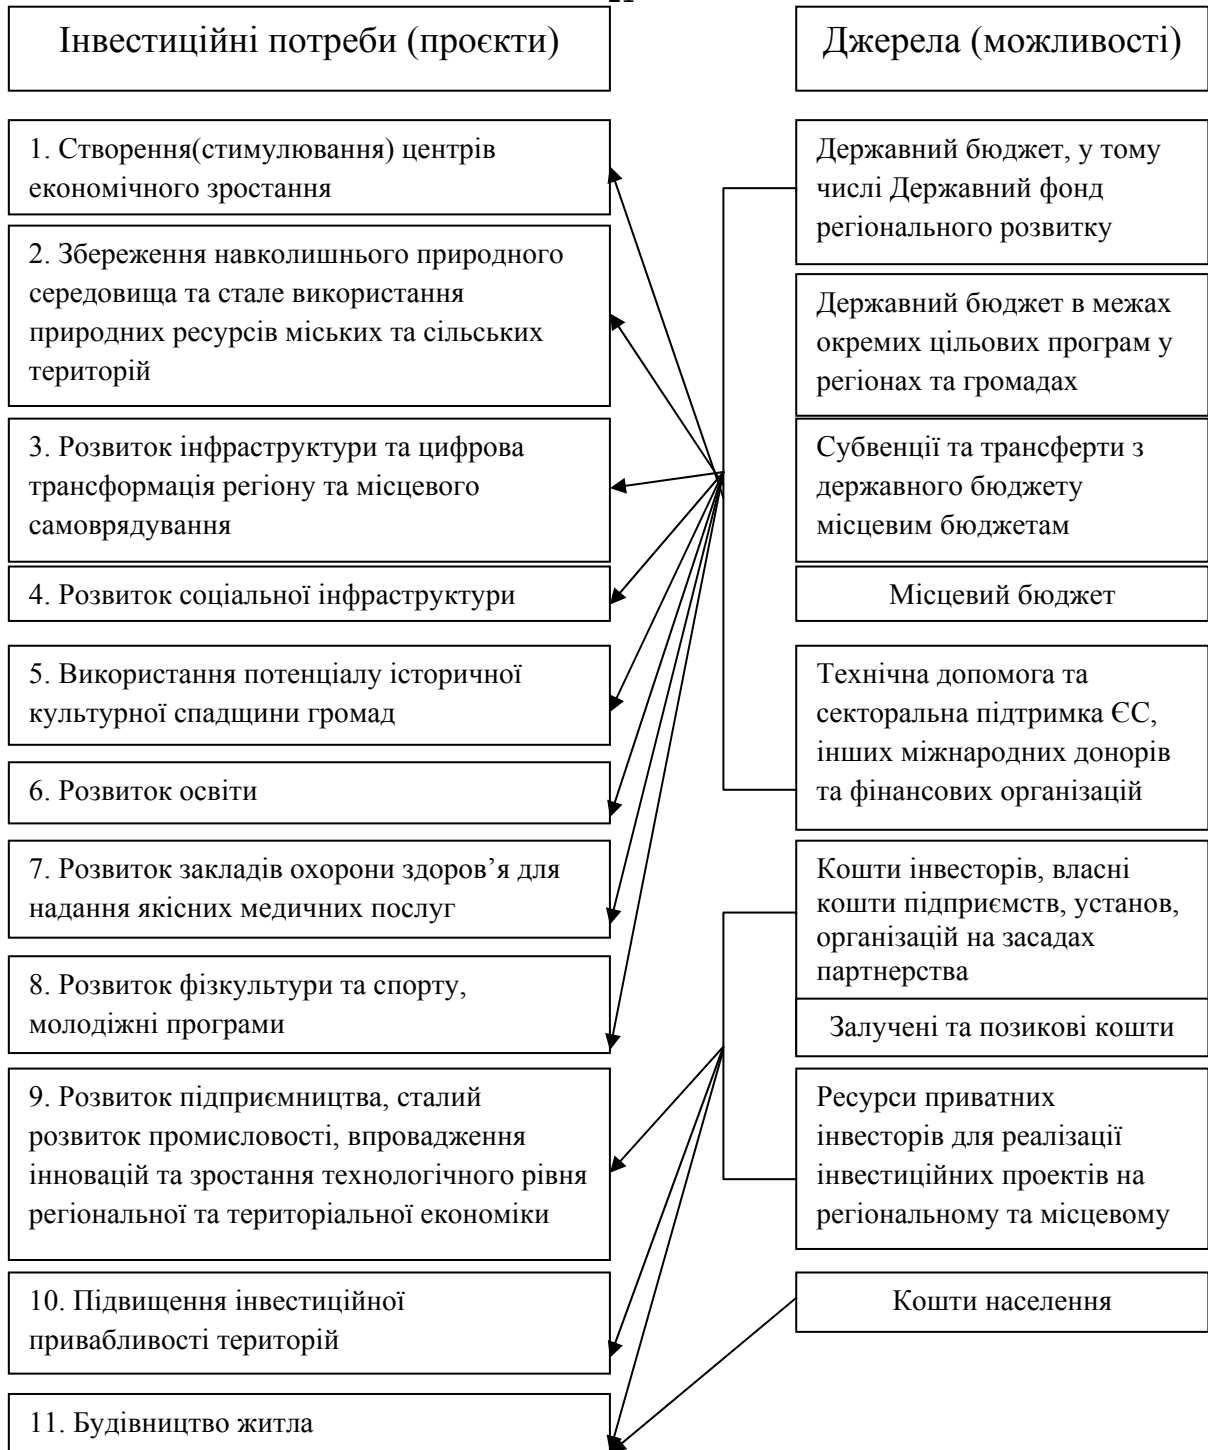 Інвестиційні потреби (проєкти)
Джерела (можливості)
1. Створення(стимулювання) центрів
економічного зростання
2. Збереження навколишнього природного
середовища та стале використання
природних ресурсів міських та сільських
територій
3. Розвиток інфраструктури та цифрова
трансформація регіону та місцевого
самоврядування
4. Розвиток соціальної інфраструктури
5. Використання потенціалу історичної
культурної спадщини громад
6. Розвиток освіти
7. Розвиток закладів охорони здоров’я для
надання якісних медичних послуг
8. Розвиток фізкультури та спорту,
молодіжні програми
9. Розвиток підприємництва, сталий
розвиток промисловості, впровадження
інновацій та зростання технологічного рівня
регіональної та територіальної економіки
10. Підвищення інвестиційної
привабливості територій
11. Будівництво житла
Державний бюджет, у тому
числі Державний фонд
регіонального розвитку
Державний бюджет в межах
окремих цільових програм у
регіонах та громадах
Субвенції та трансферти з
державного бюджету
місцевим бюджетам
Місцевий бюджет
Технічна допомога та
секторальна підтримка ЄС,
інших міжнародних донорів
та фінансових організацій
Кошти інвесторів, власні
кошти підприємств, установ,
організацій на засадах
партнерства
Залучені та позикові кошти
Ресурси приватних
інвесторів для реалізації
інвестиційних проектів на
регіональному та місцевому
Кошти населення